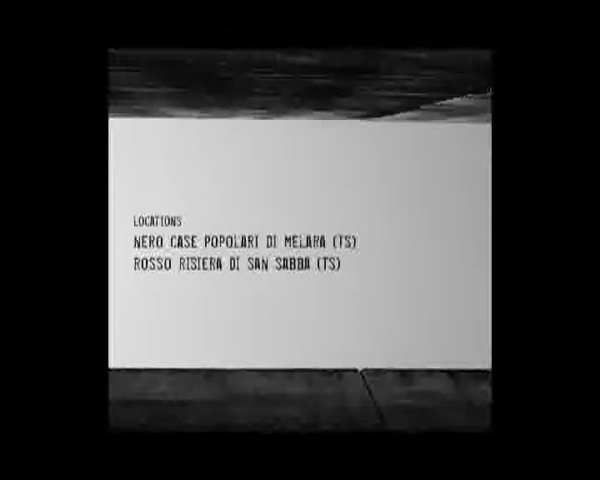 LOCATIONS
NERO CASE POPOLARI DI MELARA (TS)
ROSSO RISIERA DI SAN SABBA (TS)